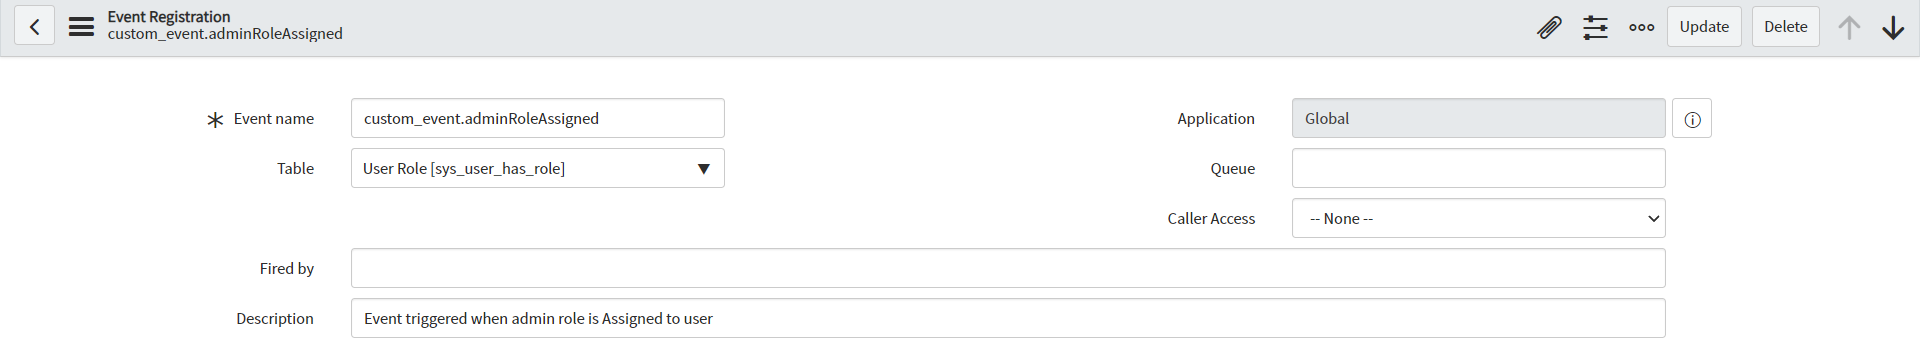 Event Registration
custom_event.adminRoleAssigned
Update
Delete
Event name
custom_event.adminRoleAssigned
Application
Global
Table
User Role [sys_user_has_role]
Queue
Caller Access
-- None --
Fired by
Description
Event triggered when admin role is Assigned to user